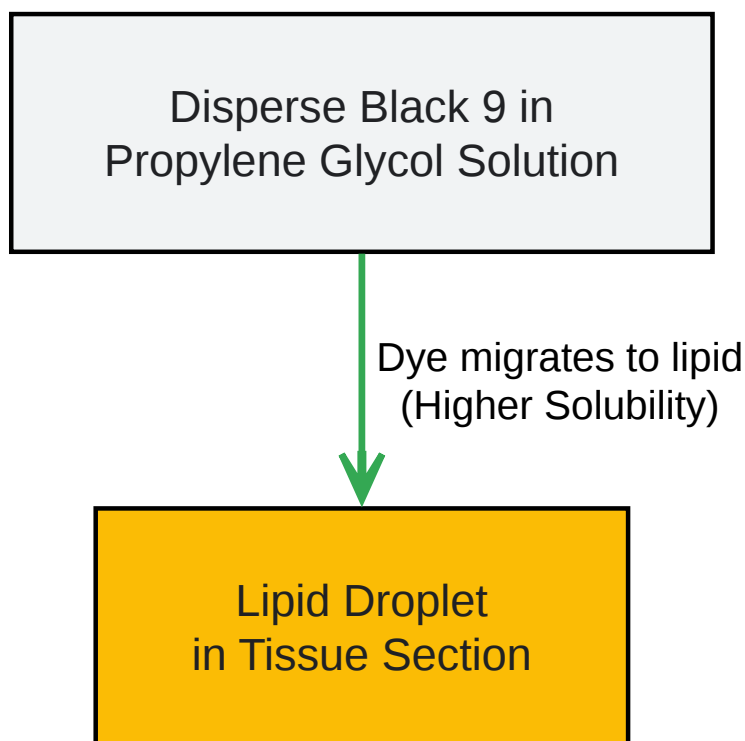 Disperse Black 9 in
Propylene Glycol Solution
Dye migrates to lipid
(Higher Solubility)
Lipid Droplet
in Tissue Section